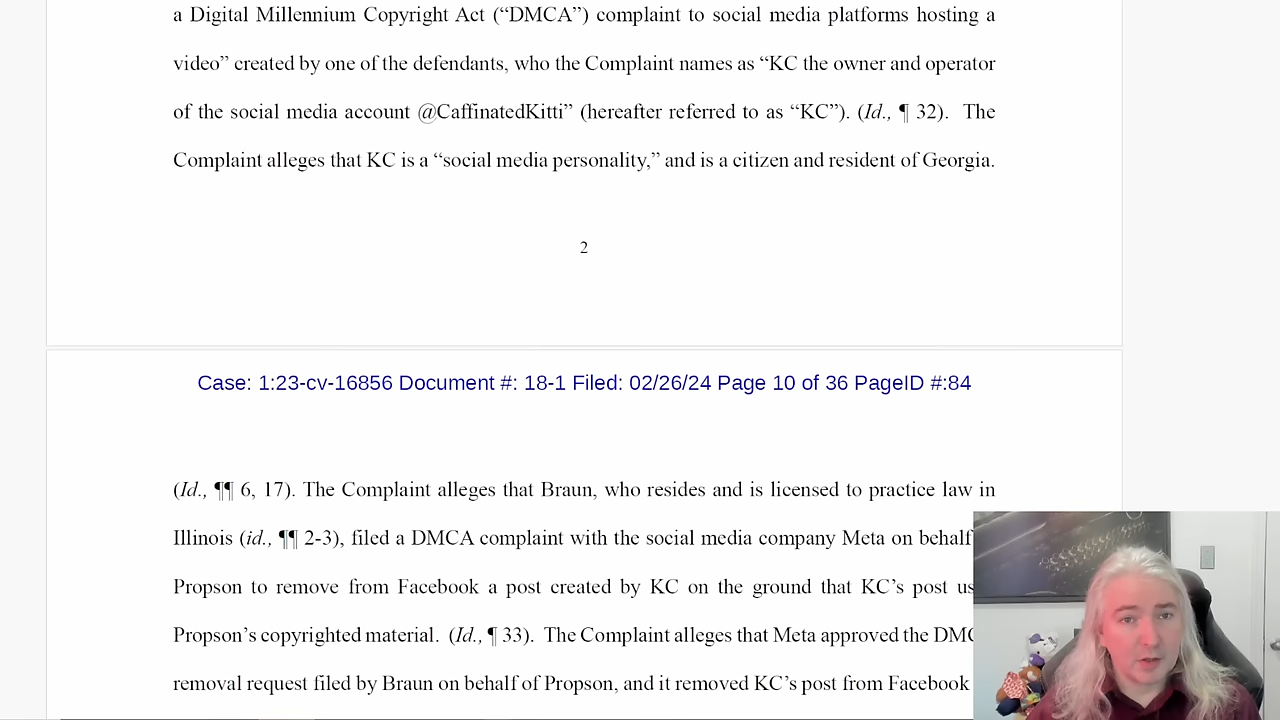 a Digital Millennium Copyright Act (“DMCA”) complaint to social media platforms hosting a
video” created by one of the defendants, who the Complaint names as “KC the owner and operator
of the social media account @CaffinatedKitti” (hereafter referred to as “KC”). (Id., ¶ 32).  The
Complaint alleges that KC is a “social media personality,” and is a citizen and resident of Georgia.
2
Case: 1:23-cv-16856 Document #: 18-1 Filed: 02/26/24 Page 10 of 36 PageID #:84
(Id., ¶¶ 6, 17). The Complaint alleges that Braun, who resides and is licensed to practice law in
Illinois (id., ¶¶ 2-3), filed a DMCA complaint with the social media company Meta on behalf
Propson to remove from Facebook a post created by KC on the ground that KC’s post us
Propson’s copyrighted material.  (Id., ¶ 33).  The Complaint alleges that Meta approved the DMC
removal request filed by Braun on behalf of Propson, and it removed KC’s post from Facebook